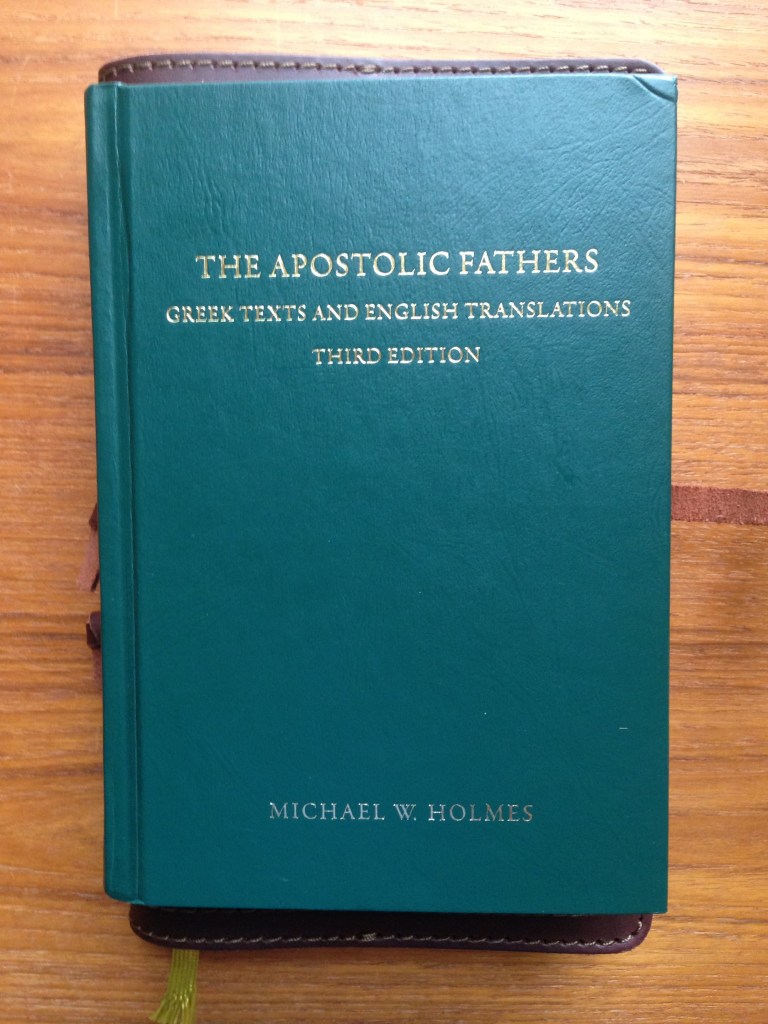 THE APOSTOLIC FATHERS
GREEK TEXTS AND ENGLISH TRANSLATIONS
THIRD EDITION
MICHAEL W. HOLMES